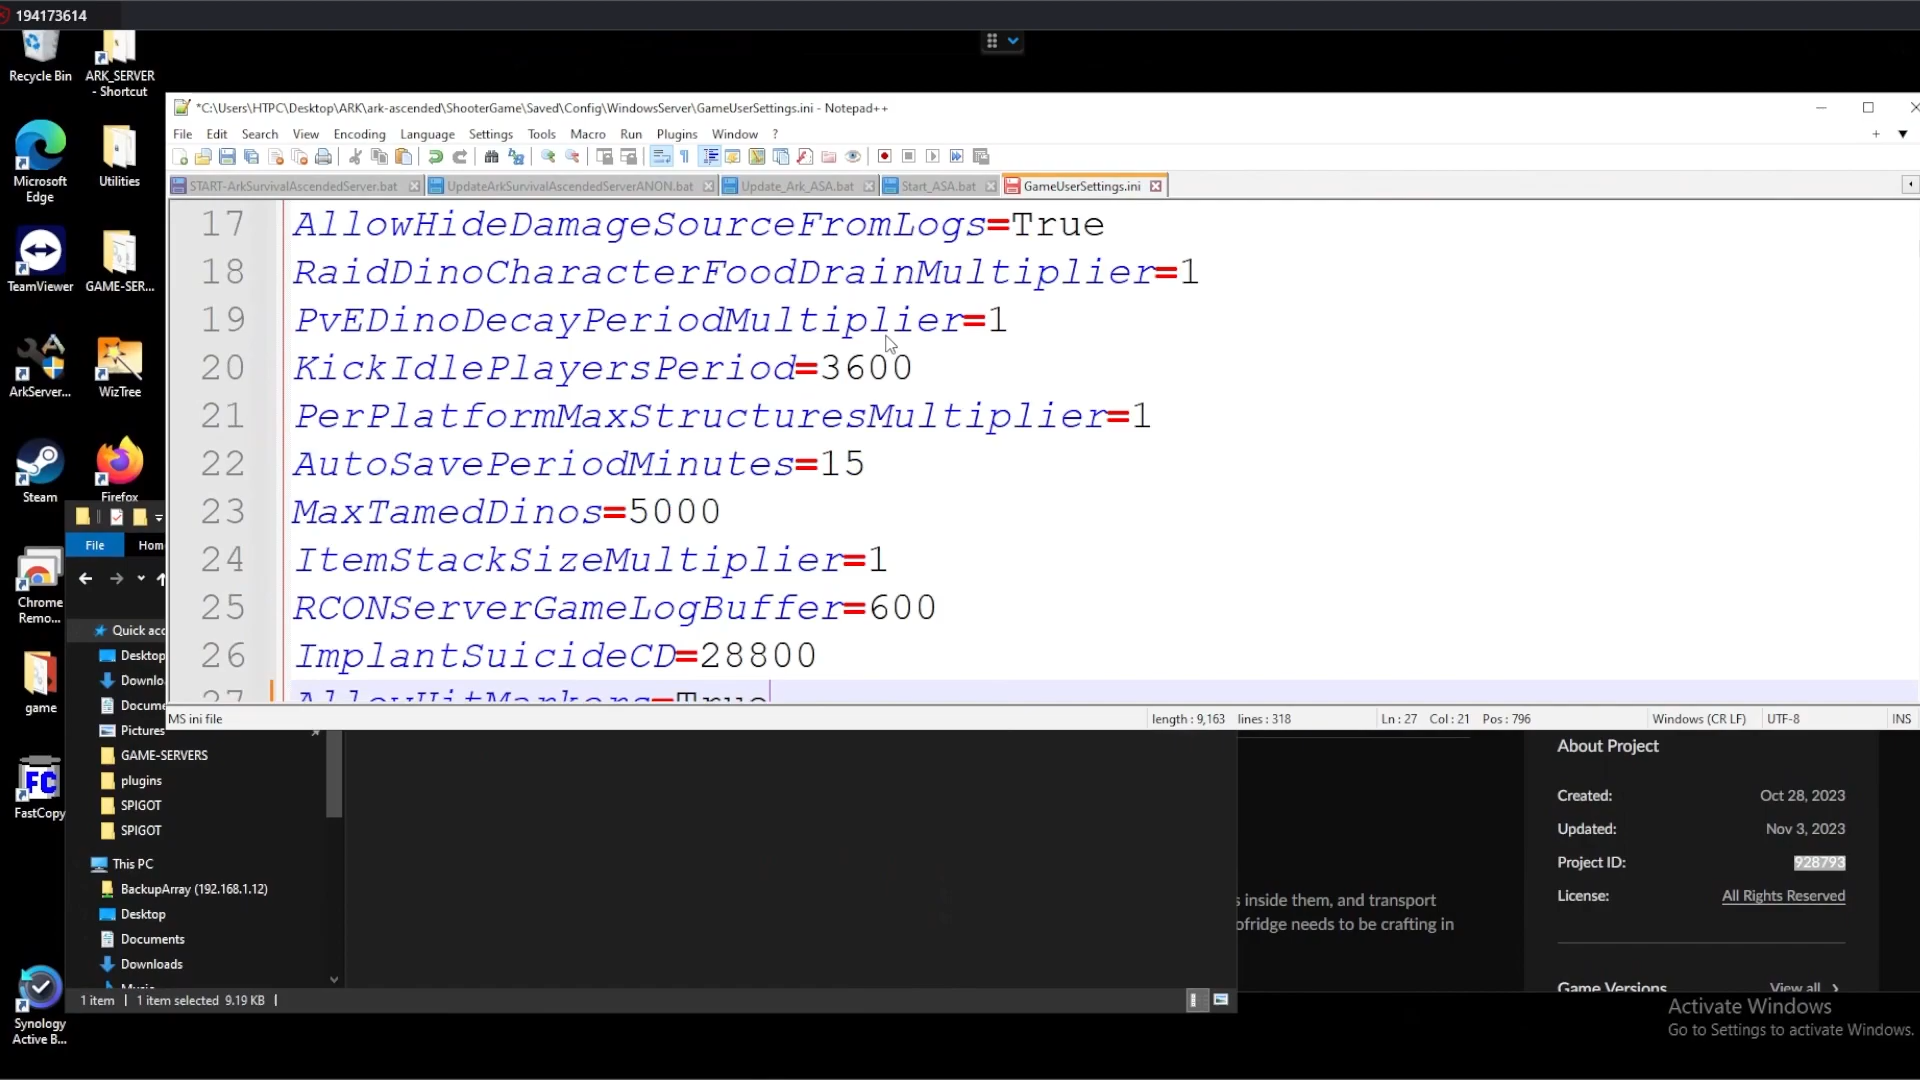 194173614
Recycle Bin
ARK_SERVER
- Shortcut
*C:\Users\HTPC\Desktop\ARK\ark-ascended\ShooterGame\Saved\Config\WindowsServer\GameUserSettings.ini - Notepad++
File Edit Search View Encoding Language Settings Tools Macro Run Plugins Window ?
START-ArkSurvivalAscendedServer.bat UpdateArkSurvivalAscendedServerANON.bat Update_Ark_ASA.bat Start_ASA.bat GameUserSettings.ini
17 AllowHideDamageSourceFromLogs=True
18 RaidDinoCharacterFoodDrainMultiplier=1
19 PvEDinoDecayPeriodMultiplier=1
20 KickIdlePlayersPeriod=3600
21 PerPlatformMaxStructuresMultiplier=1
22 AutoSavePeriodMinutes=15
23 MaxTamedDinos=5000
24 ItemStackSizeMultiplier=1
25 RCONServerGameLogBuffer=600
26 ImplantSuicideCD=28800
27 AllowHitMarkers=True
MS ini file length : 9,163 lines : 318 Ln : 27 Col : 21 Pos : 796 Windows (CR LF) UTF-8 INS
Microsoft
Edge
Utilities
TeamViewer
GAME-SER...
ArkServer...
WizTree
Steam
Firefox
File Hom
Chrome
Remo...
game
FC
FastCopy
Synology
Active B...
Quick acc
Desktop
Downlo
Docume
Pictures
GAME-SERVERS
plugins
SPIGOT
SPIGOT
This PC
BackupArray (192.168.1.12)
Desktop
Documents
Downloads
Music
1 item 1 item selected 9.19 KB
s inside them, and transport
ofridge needs to be crafting in
About Project
Created: Oct 28, 2023
Updated: Nov 3, 2023
Project ID: 928793
License: All Rights Reserved
Game Versions View all
Activate Windows
Go to Settings to activate Windows.